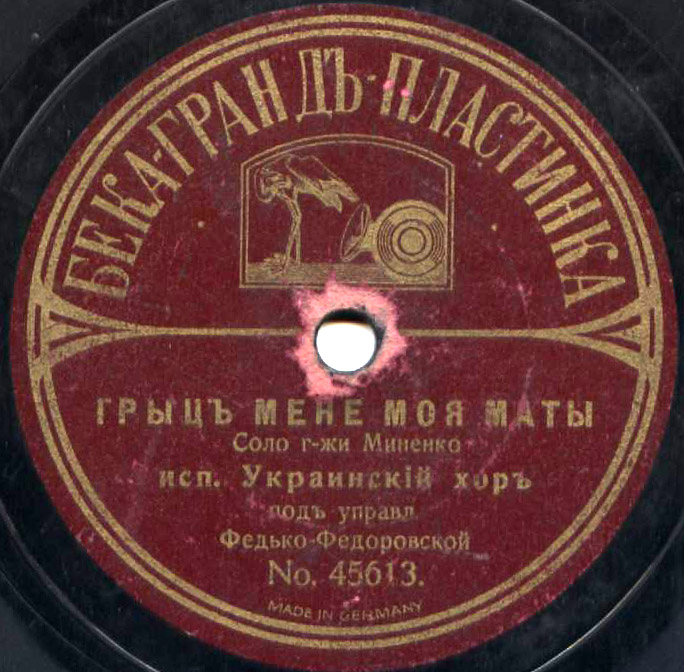 БЕКА-ГРАНДЪ-ПЛАСТИНКА
ГРЫЦЪ МЕНЕ МОЯ МАТЫ
Соло г-жи Миненко
исп. Украинскій хоръ
подъ управл.
Федько-Федоровской
No. 45613.
MADE IN GERMANY